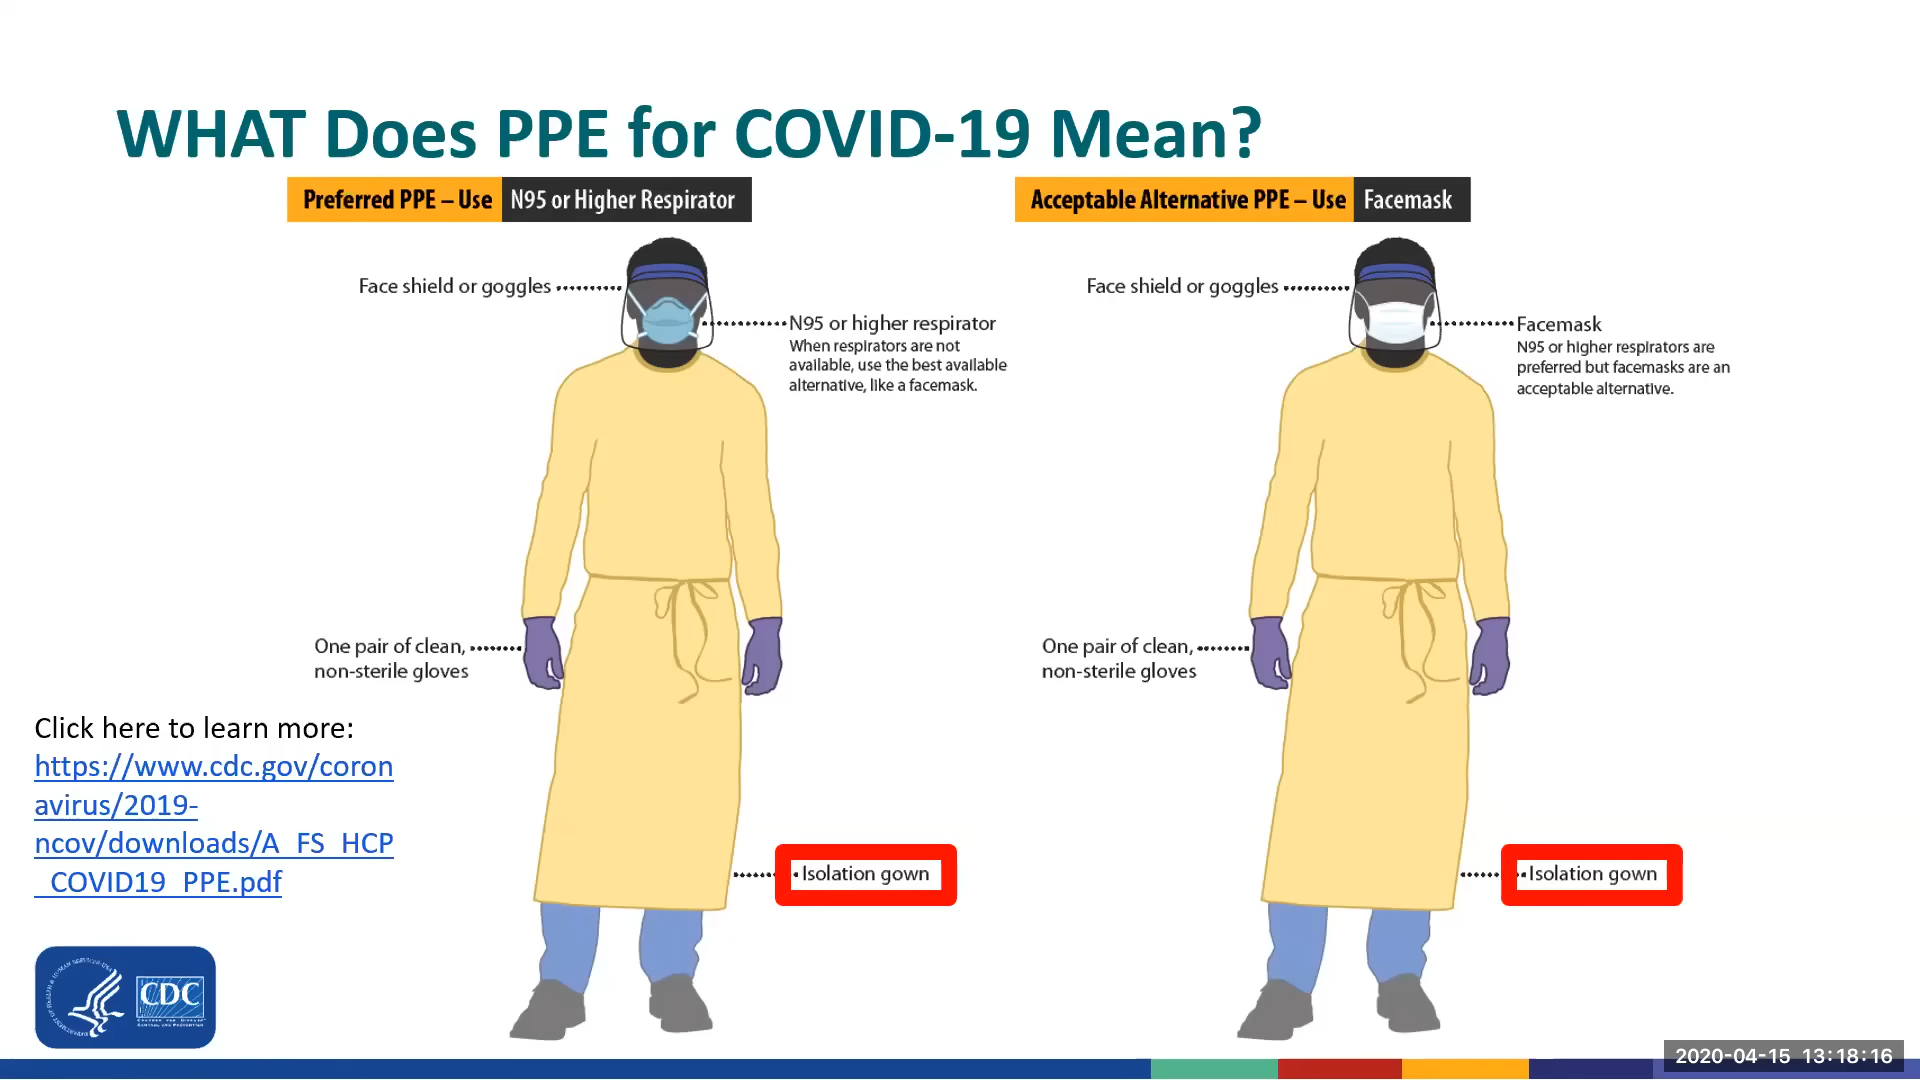 WHAT Does PPE for COVID-19 Mean?
Preferred PPE – Use N95 or Higher Respirator
Face shield or goggles
N95 or higher respirator
When respirators are not
available, use the best available
alternative, like a facemask.
One pair of clean,
non-sterile gloves
Isolation gown
Acceptable Alternative PPE – Use Facemask
Face shield or goggles
Facemask
N95 or higher respirators are
preferred but facemasks are an
acceptable alternative.
One pair of clean,
non-sterile gloves
Isolation gown
Click here to learn more:
https://www.cdc.gov/coron
avirus/2019-
ncov/downloads/A_FS_HCP
_COVID19_PPE.pdf
CDC
2020-04-15 13:18:16